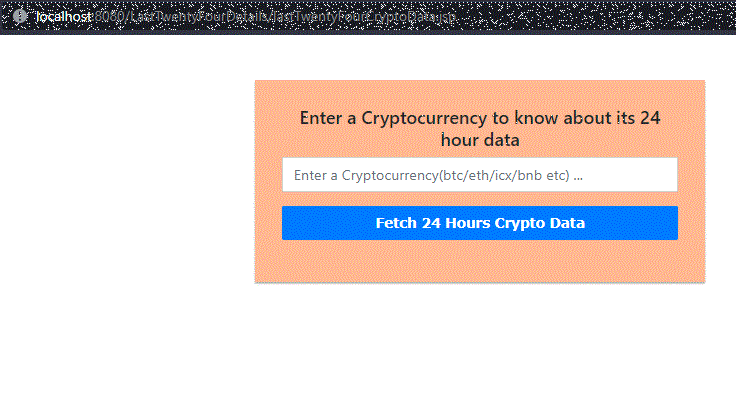 localhost:8080/LastTwentyFourDetails/lastTwentyFourCryptoData.jsp
Enter a Cryptocurrency to know about its 24
hour data
Enter a Cryptocurrency(btc/eth/icx/bnb etc) ...
Fetch 24 Hours Crypto Data